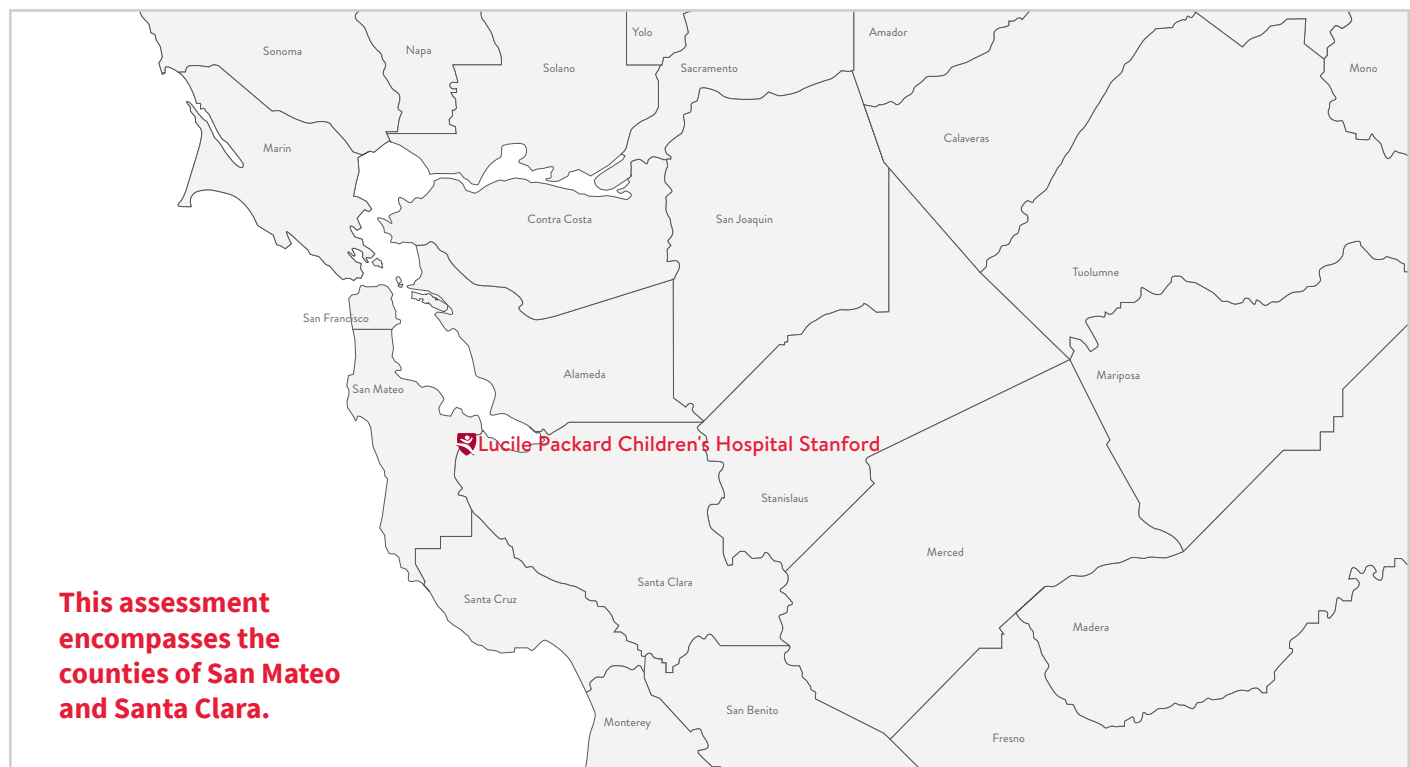 Yolo
Amador
Sonoma
Napa
Solano
Sacramento
Mono
Calaveras
Marin
Contra Costa
San Joaquin
Tuolumne
San Francisco
Alameda
Mariposa
San Mateo
Lucile Packard Children's Hospital Stanford
Stanislaus
Merced
Santa Clara
Santa Cruz
This assessment
encompasses the
counties of San Mateo
and Santa Clara.
Madera
San Benito
Monterey
Fresno